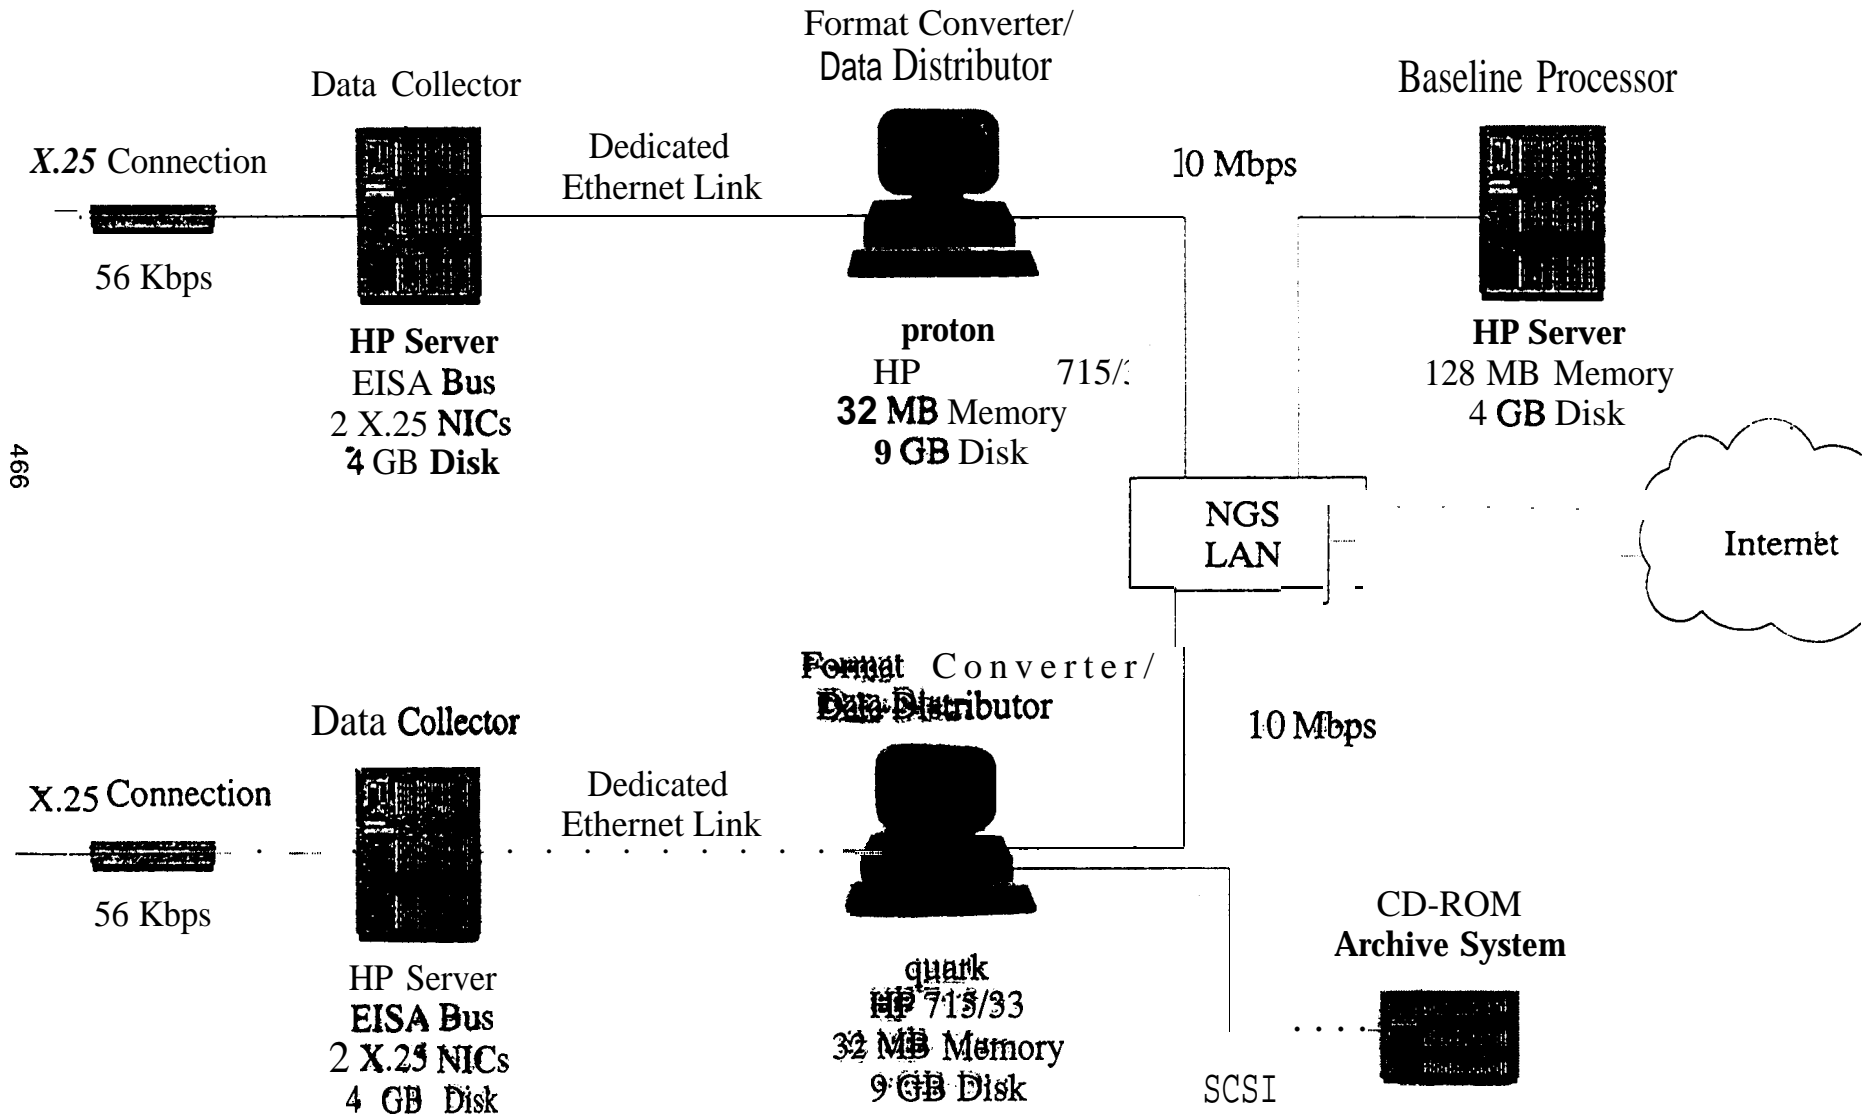 Format Converter/
Data Distributor
Data Collector
Baseline Processor
X.25 Connection
Dedicated
Ethernet Link
10 Mbps
56 Kbps
HP Server
EISA Bus
2 X.25 NICs
4 GB Disk
proton
HP 715/
32 MB Memory
9 GB Disk
HP Server
128 MB Memory
4 GB Disk
466
NGS
LAN
Internet
Format Converter/
Data Distributor
Data Collector
10 Mbps
X.25 Connection
Dedicated
Ethernet Link
56 Kbps
CD-ROM
Archive System
HP Server
EISA Bus
2 X.25 NICs
4 GB Disk
quark
HP 715/33
32 MB Memory
9 GB Disk
SCSI